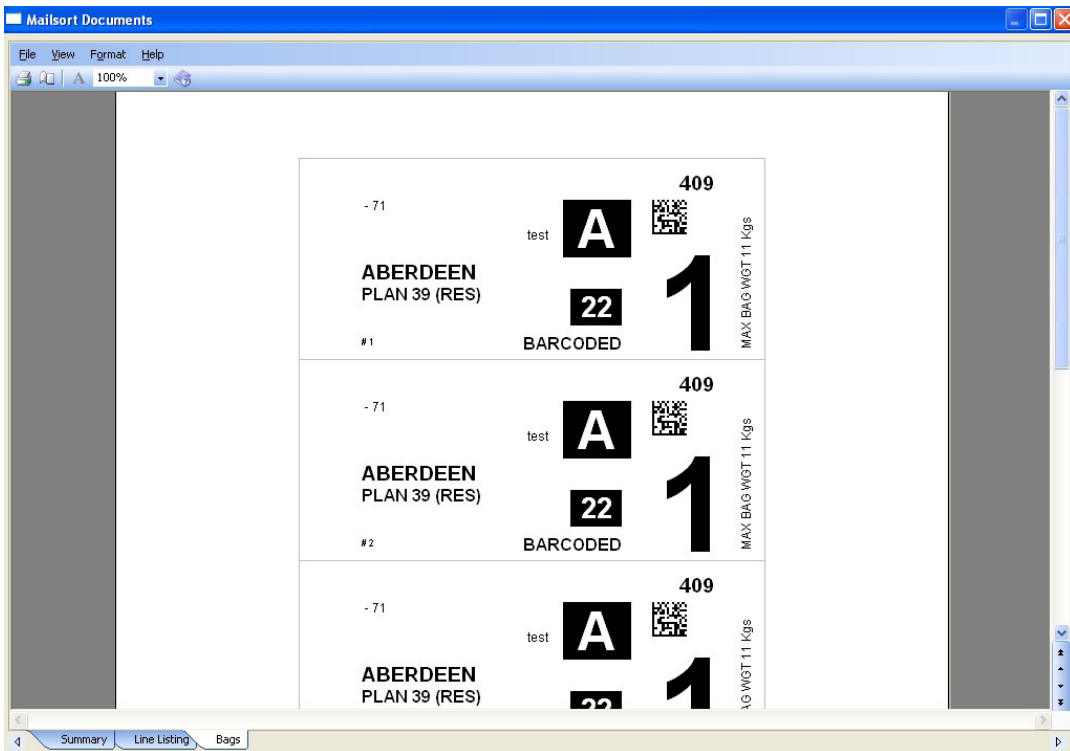 Mailsort Documents
File View Format Help
A 100%
409
- 71
test A
MAX BAG WGT 11 Kgs
ABERDEEN
PLAN 39 (RES)
22
1
#1
BARCODED
409
- 71
test A
MAX BAG WGT 11 Kgs
ABERDEEN
PLAN 39 (RES)
22
1
#2
BARCODED
409
- 71
test A
AG WGT 11 Kgs
ABERDEEN
PLAN 39 (RES)
22
1
Summary Line Listing Bags